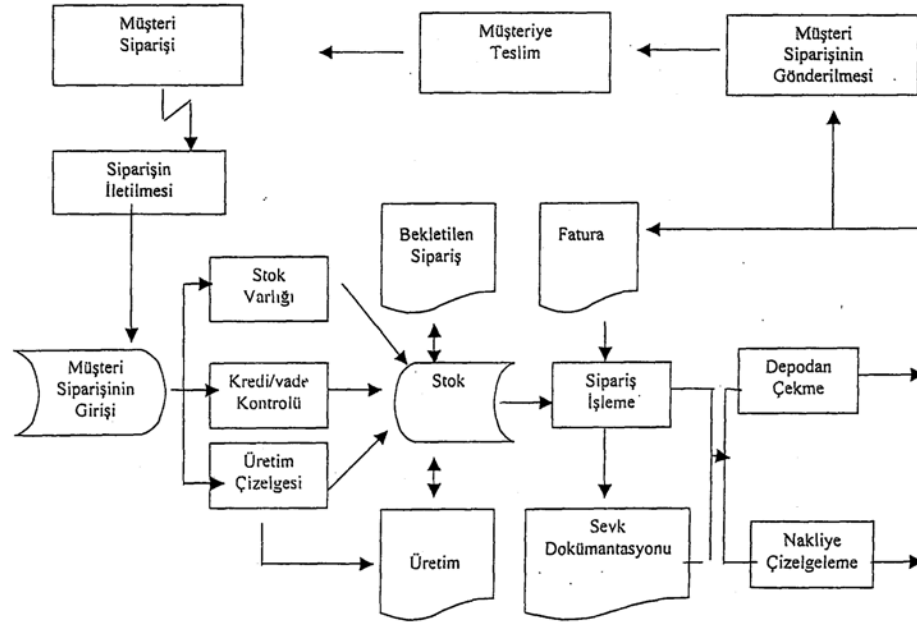 Müşteri
Siparişi
Müşteriye
Teslim
Müşteri
Siparişinin
Gönderilmesi
Siparişin
İletilmesi
Bekletilen
Sipariş
Fatura
Stok
Varlığı
Müşteri
Siparişinin
Girişi
Kredi/vade
Kontrolü
Stok
Sipariş
İşleme
Depodan
Çekme
Üretim
Çizelgesi
Üretim
Sevk
Dokümantasyonu
Nakliye
Çizelgeleme